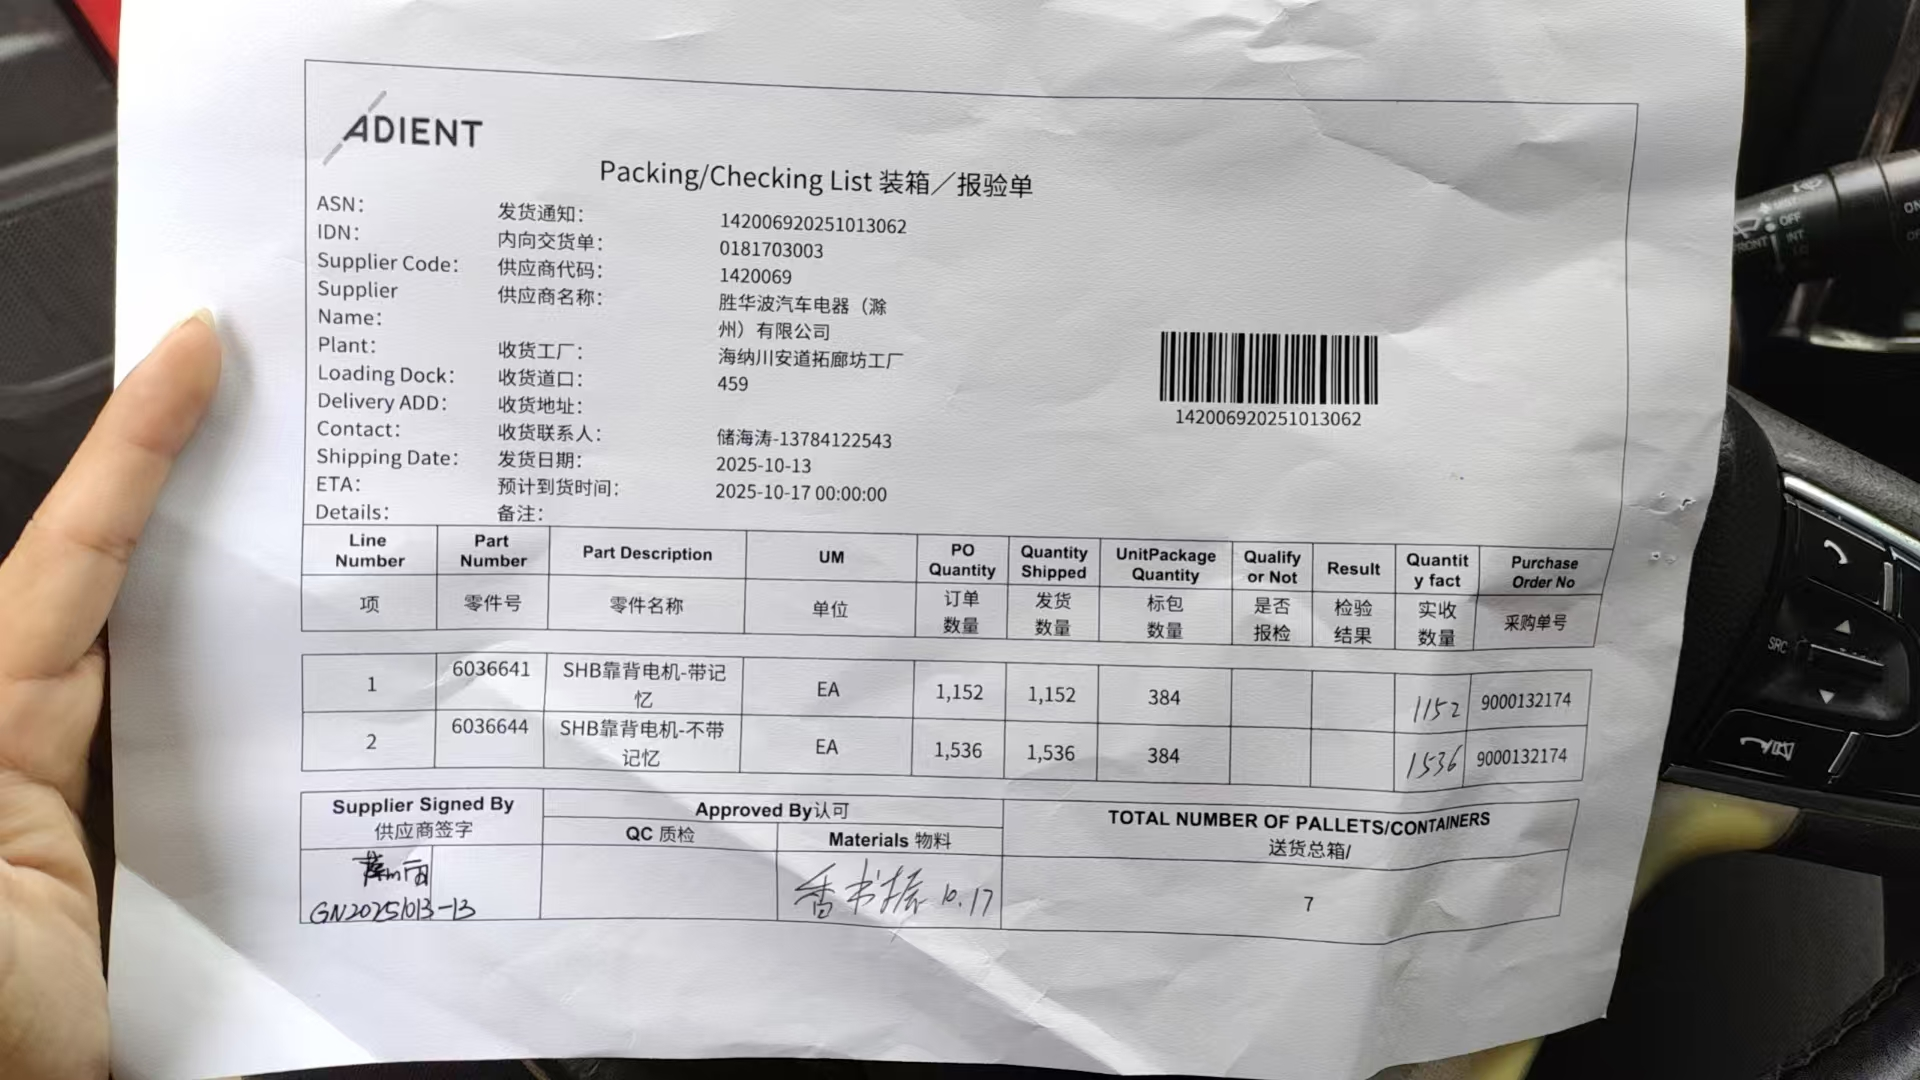 ADIENT
Packing/Checking List 装箱／报验单
ASN: 发货通知: 142006920251013062
IDN: 内向交货单: 0181703003
Supplier Code: 供应商代码: 1420069
Supplier Name: 供应商名称: 胜华波汽车电器（滁
州）有限公司
Plant: 收货工厂: 海纳川安道拓廊坊工厂
Loading Dock: 收货道口: 459
Delivery ADD: 收货地址:
Contact: 收货联系人: 储海涛-13784122543
Shipping Date: 发货日期: 2025-10-13
ETA: 预计到货时间: 2025-10-17 00:00:00
Details: 备注:
142006920251013062
Line Number Part Number Part Description UM PO Quantity Quantity Shipped UnitPackage Quantity Qualify or Not Result Quantit y fact Purchase Order No
项 零件号 零件名称 单位 订单数量 发货数量 标包数量 是否报检 检验结果 实收数量 采购单号
1 6036641 SHB靠背电机-带记忆 EA 1,152 1,152 384 1152 9000132174
2 6036644 SHB靠背电机-不带记忆 EA 1,536 1,536 384 1536 9000132174
Supplier Signed By Approved By认可 TOTAL NUMBER OF PALLETS/CONTAINERS
供应商签字 QC 质检 Materials 物料 送货总箱/
GN20251013-13 10.17 7
MIST
OFF
INT
LO
FRONT
SRC